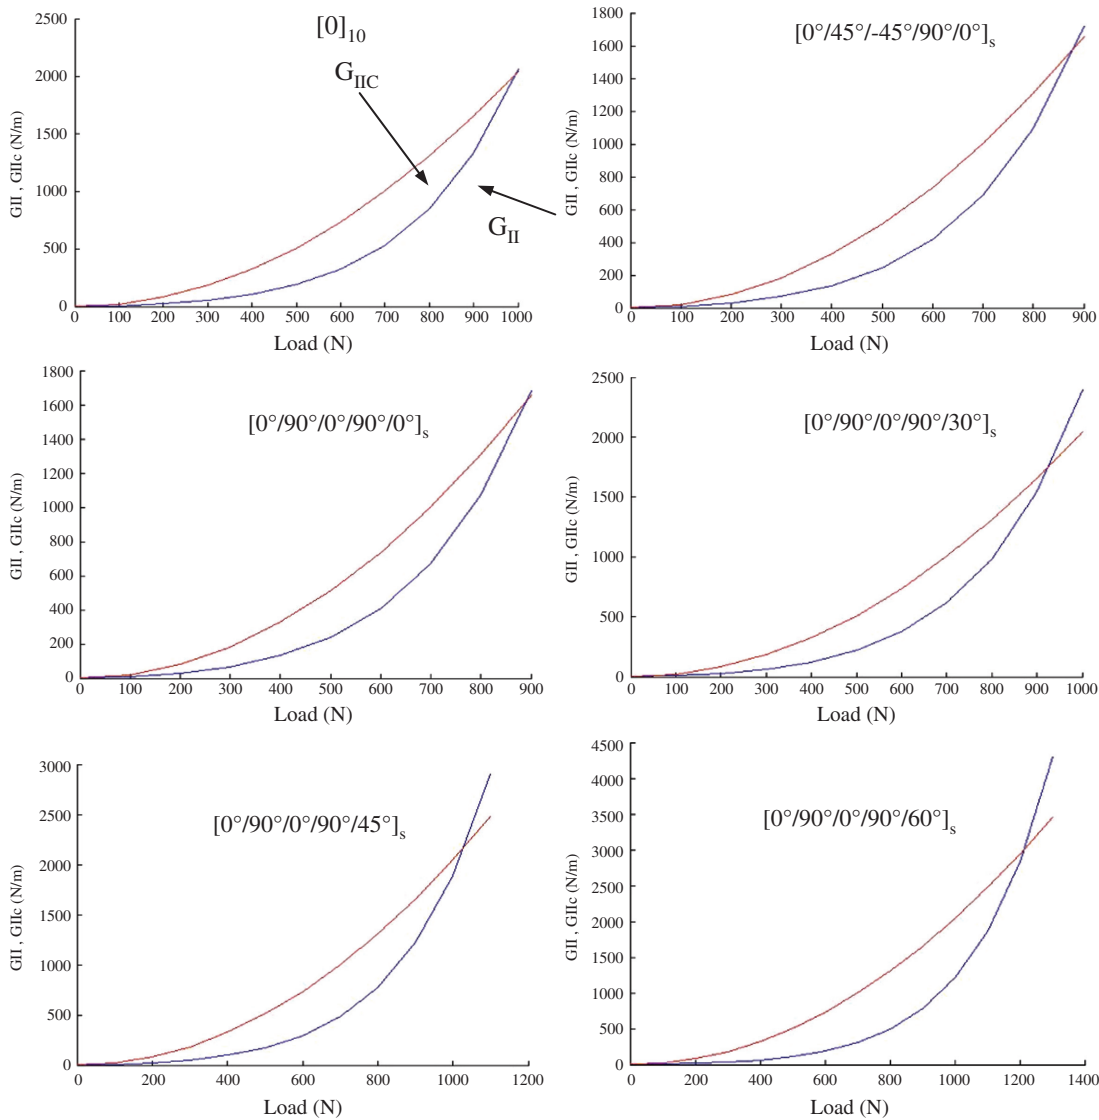 [0]10
GIIC
GII
GII , GIIc (N/m)
2500
2000
1500
1000
500
0
0 100 200 300 400 500 600 700 800 900 1000
Load (N)
[0°/45°/-45°/90°/0°]s
GII , GIIc (N/m)
1800
1600
1400
1200
1000
800
600
400
200
0
0 100 200 300 400 500 600 700 800 900
Load (N)
[0°/90°/0°/90°/0°]s
GII , GIIc (N/m)
1800
1600
1400
1200
1000
800
600
400
200
0
0 100 200 300 400 500 600 700 800 900
Load (N)
[0°/90°/0°/90°/30°]s
GII , GIIc (N/m)
2500
2000
1500
1000
500
0
0 100 200 300 400 500 600 700 800 900 1000
Load (N)
[0°/90°/0°/90°/45°]s
GII , GIIc (N/m)
3000
2500
2000
1500
1000
500
0
0 200 400 600 800 1000 1200
Load (N)
[0°/90°/0°/90°/60°]s
GII , GIIc (N/m)
4500
4000
3500
3000
2500
2000
1500
1000
500
0
0 200 400 600 800 1000 1200 1400
Load (N)